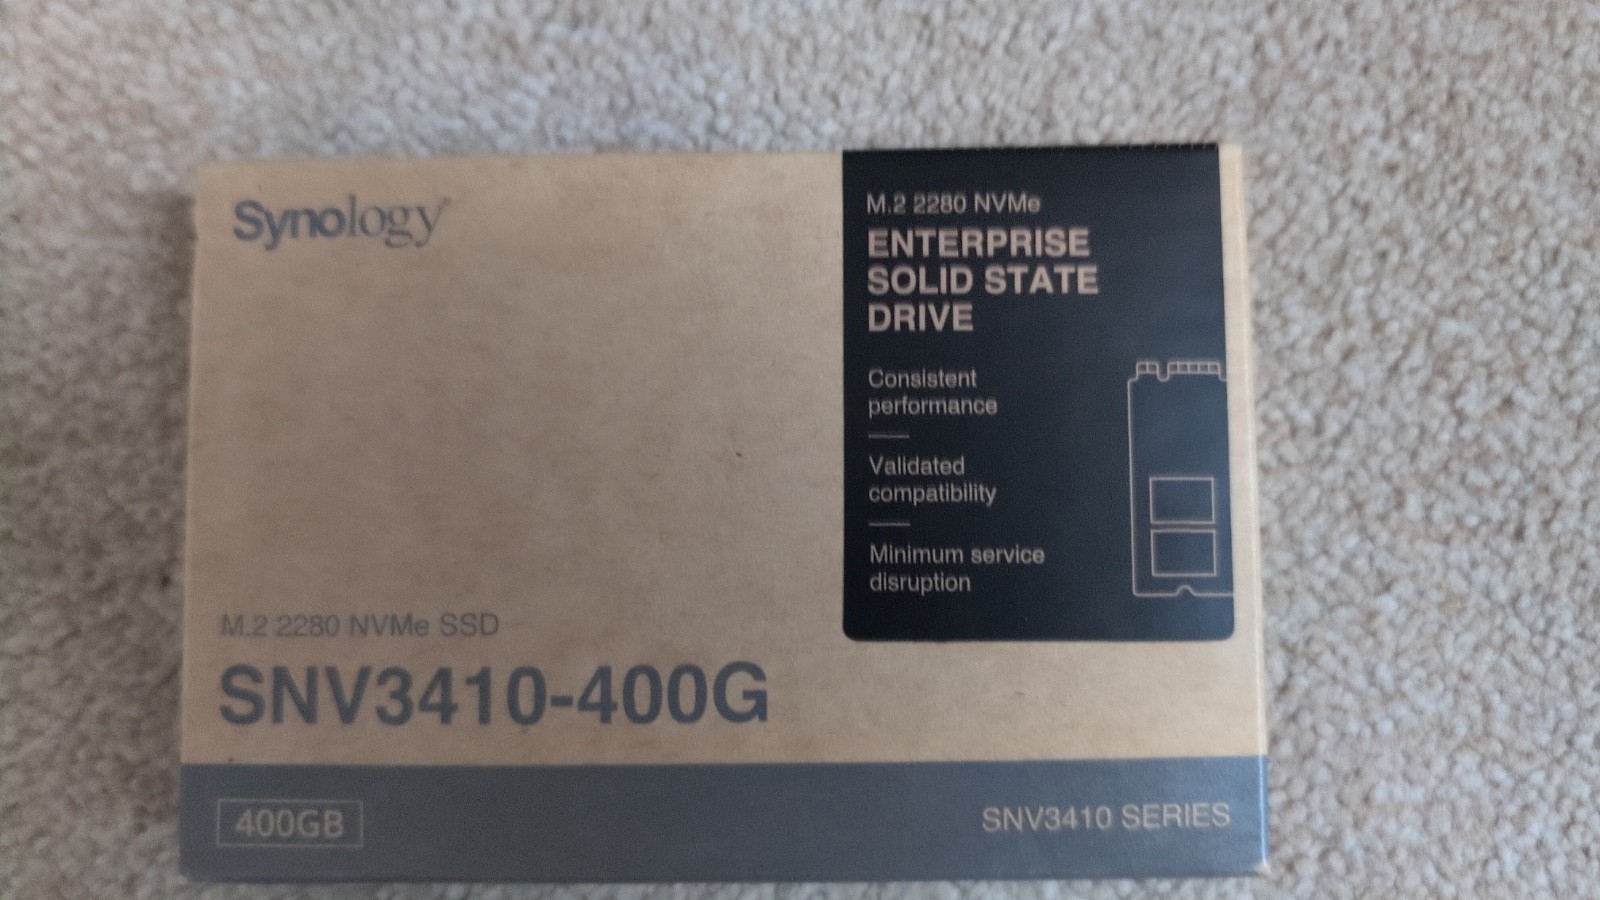 Synology
M.2 2280 NVMe
ENTERPRISE
SOLID STATE
DRIVE
Consistent
performance
Validated
compatibility
Minimum service
disruption
M.2 2280 NVMe SSD
SNV3410-400G
400GB
SNV3410 SERIES